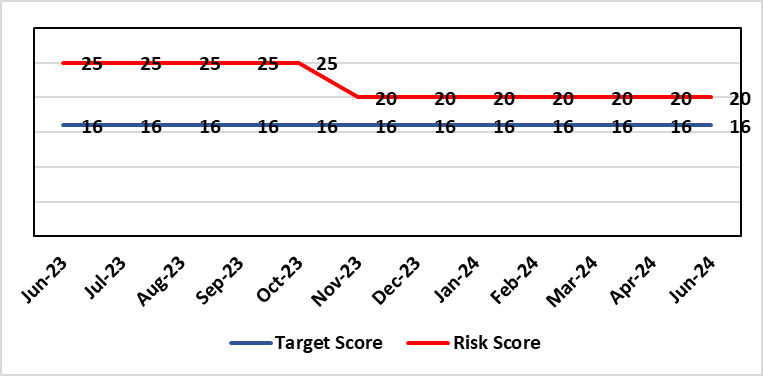 25 25 25 25 25
20 20 20 20 20 20 20
16 16 16 16 16 16 16 16 16 16 16 16
Jun-23 Jul-23 Aug-23 Sep-23 Oct-23 Nov-23 Dec-23 Jan-24 Feb-24 Mar-24 Apr-24 Jun-24
Target Score Risk Score